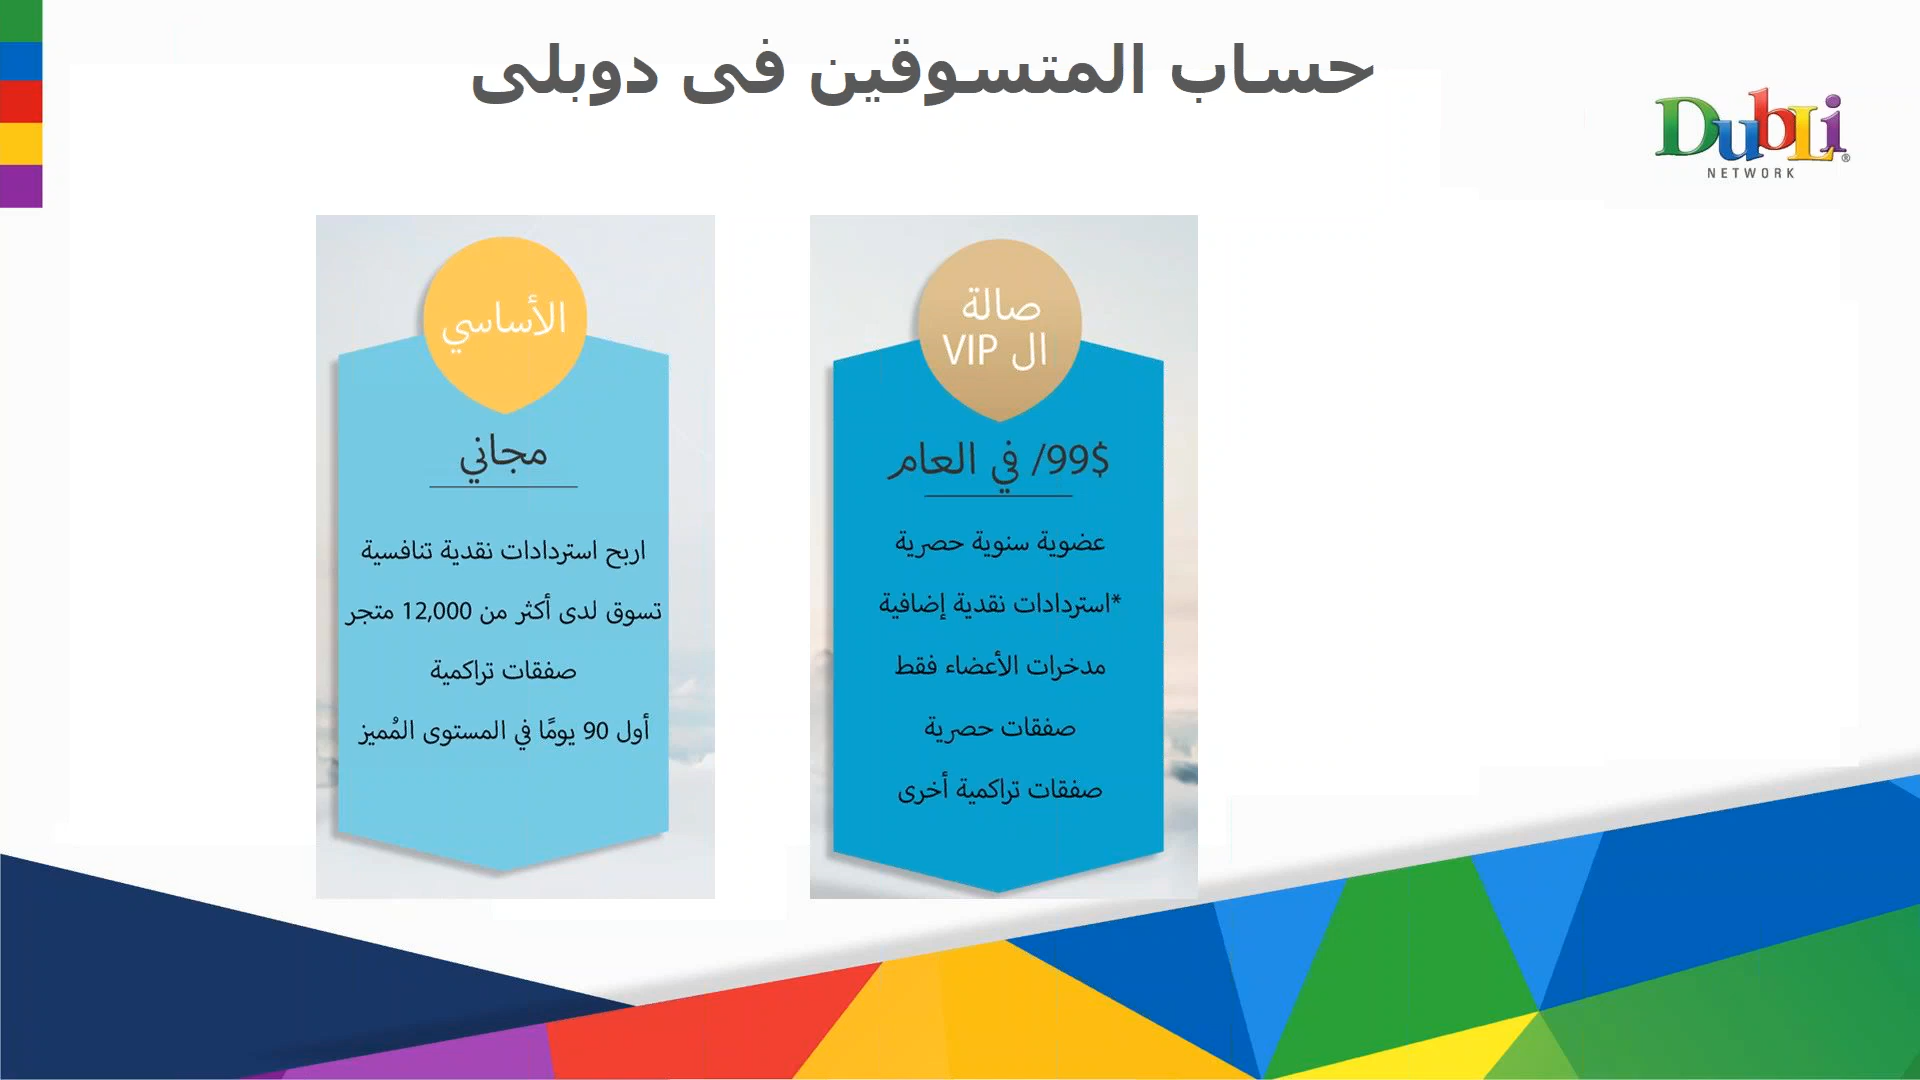 حساب المتسوقين فى دوبلى
DubLi®
NETWORK
صالة
ال VIP
$99/ في العام
عضوية سنوية حصرية
*استردادات نقدية إضافية
مدخرات الأعضاء فقط
صفقات حصرية
صفقات تراكمية أخرى
الأساسي
مجاني
اربح استردادات نقدية تنافسية
تسوق لدى أكثر من 12,000 متجر
صفقات تراكمية
أول 90 يومًا في المستوى المُميز